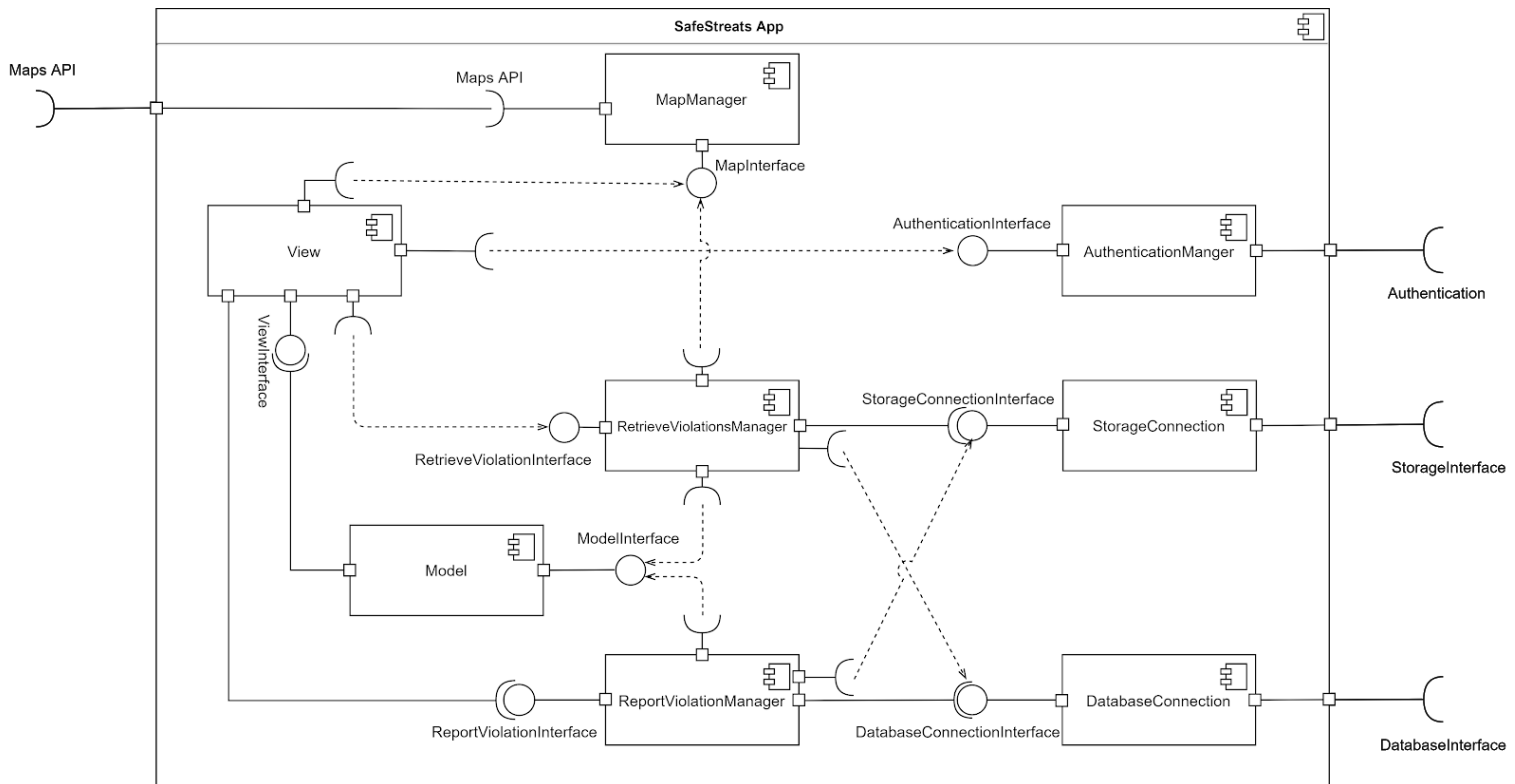 SafeStreats App
Maps API
Maps API
MapManager
MapInterface
View
AuthenticationInterface
AuthenticationManger
Authentication
ViewInterface
RetrieveViolationsManager
RetrieveViolationInterface
StorageConnectionInterface
StorageConnection
StorageInterface
Model
ModelInterface
ReportViolationManager
ReportViolationInterface
DatabaseConnectionInterface
DatabaseConnection
DatabaseInterface